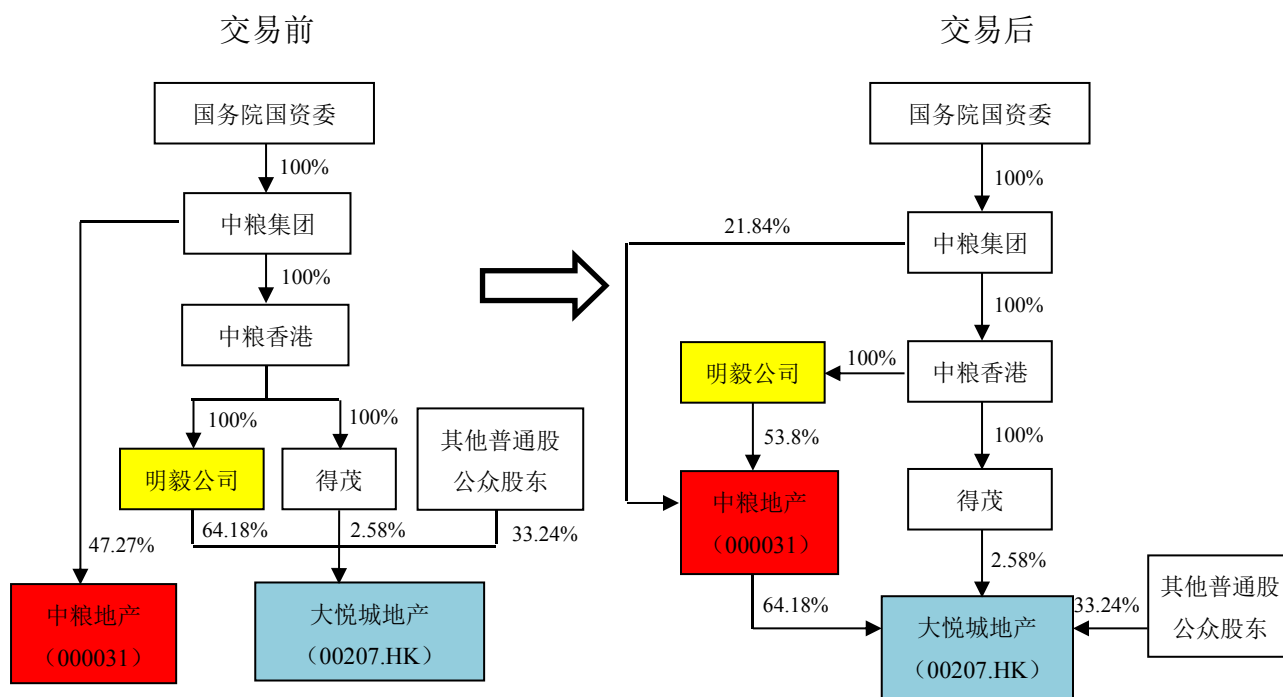 交易前
国务院国资委
100%
中粮集团
100%
中粮香港
100%
100%
明毅公司
得茂
其他普通股
公众股东
64.18%
2.58%
33.24%
47.27%
中粮地产
（000031）
大悦城地产
（00207.HK）
交易后
国务院国资委
100%
中粮集团
21.84%
100%
中粮香港
100%
明毅公司
53.8%
100%
中粮地产
（000031）
得茂
2.58%
64.18%
大悦城地产
（00207.HK）
33.24%
其他普通股
公众股东